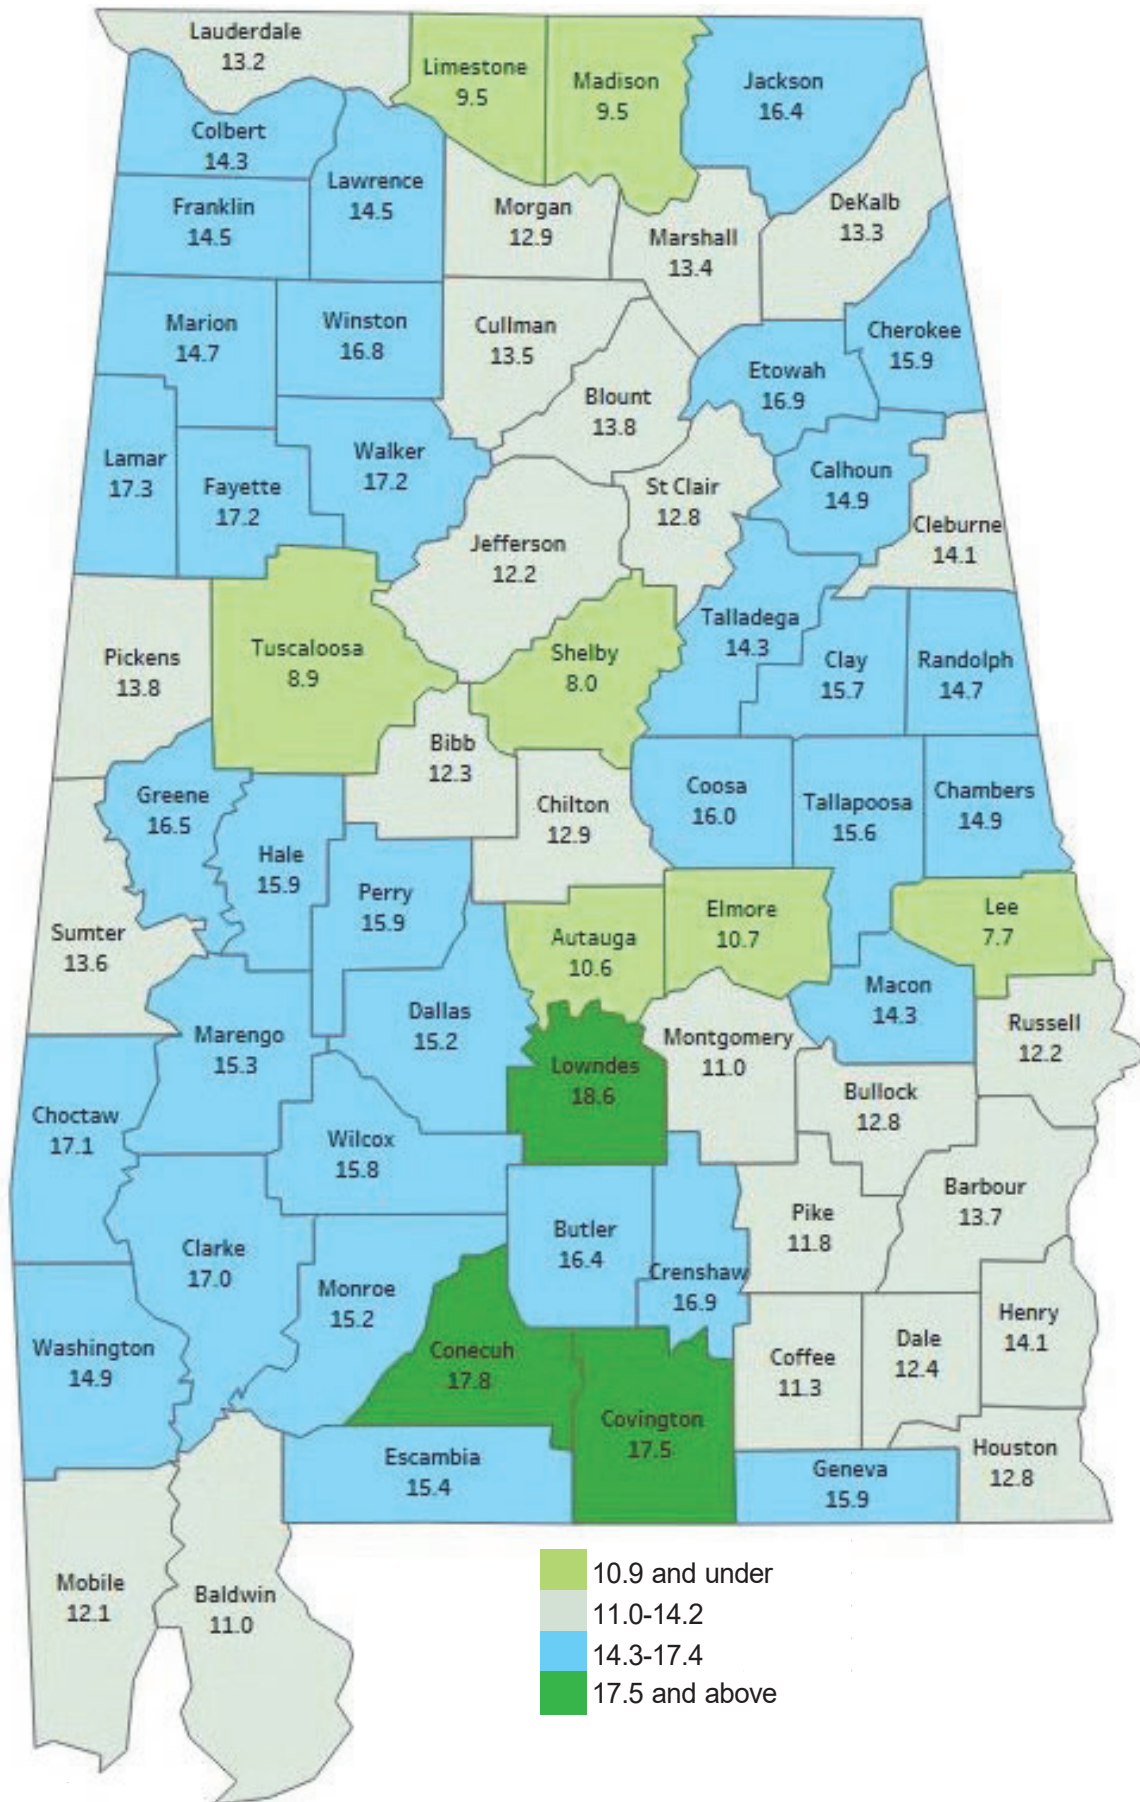 Lauderdale
13.2
Limestone
9.5
Madison
9.5
Jackson
16.4
Colbert
14.3
Lawrence
14.5
Franklin
14.5
Morgan
12.9
Marshall
13.4
DeKalb
13.3
Marion
14.7
Winston
16.8
Cullman
13.5
Cherokee
15.9
Etowah
16.9
Blount
13.8
Lamar
17.3
Fayette
17.2
Walker
17.2
St Clair
12.8
Calhoun
14.9
Cleburne
14.1
Jefferson
12.2
Pickens
13.8
Tuscaloosa
8.9
Shelby
8.0
Talladega
14.3
Clay
15.7
Randolph
14.7
Bibb
12.3
Greene
16.5
Chilton
12.9
Coosa
16.0
Tallapoosa
15.6
Chambers
14.9
Hale
15.9
Perry
15.9
Sumter
13.6
Autauga
10.6
Elmore
10.7
Lee
7.7
Macon
14.3
Marengo
15.3
Dallas
15.2
Lowndes
18.6
Montgomery
11.0
Russell
12.2
Bullock
12.8
Choctaw
17.1
Wilcox
15.8
Barbour
13.7
Pike
11.8
Clarke
17.0
Butler
16.4
Crenshaw
16.9
Monroe
15.2
Washington
14.9
Conecuh
17.8
Coffee
11.3
Dale
12.4
Henry
14.1
Covington
17.5
Escambia
15.4
Geneva
15.9
Houston
12.8
Mobile
12.1
Baldwin
11.0
10.9 and under
11.0-14.2
14.3-17.4
17.5 and above